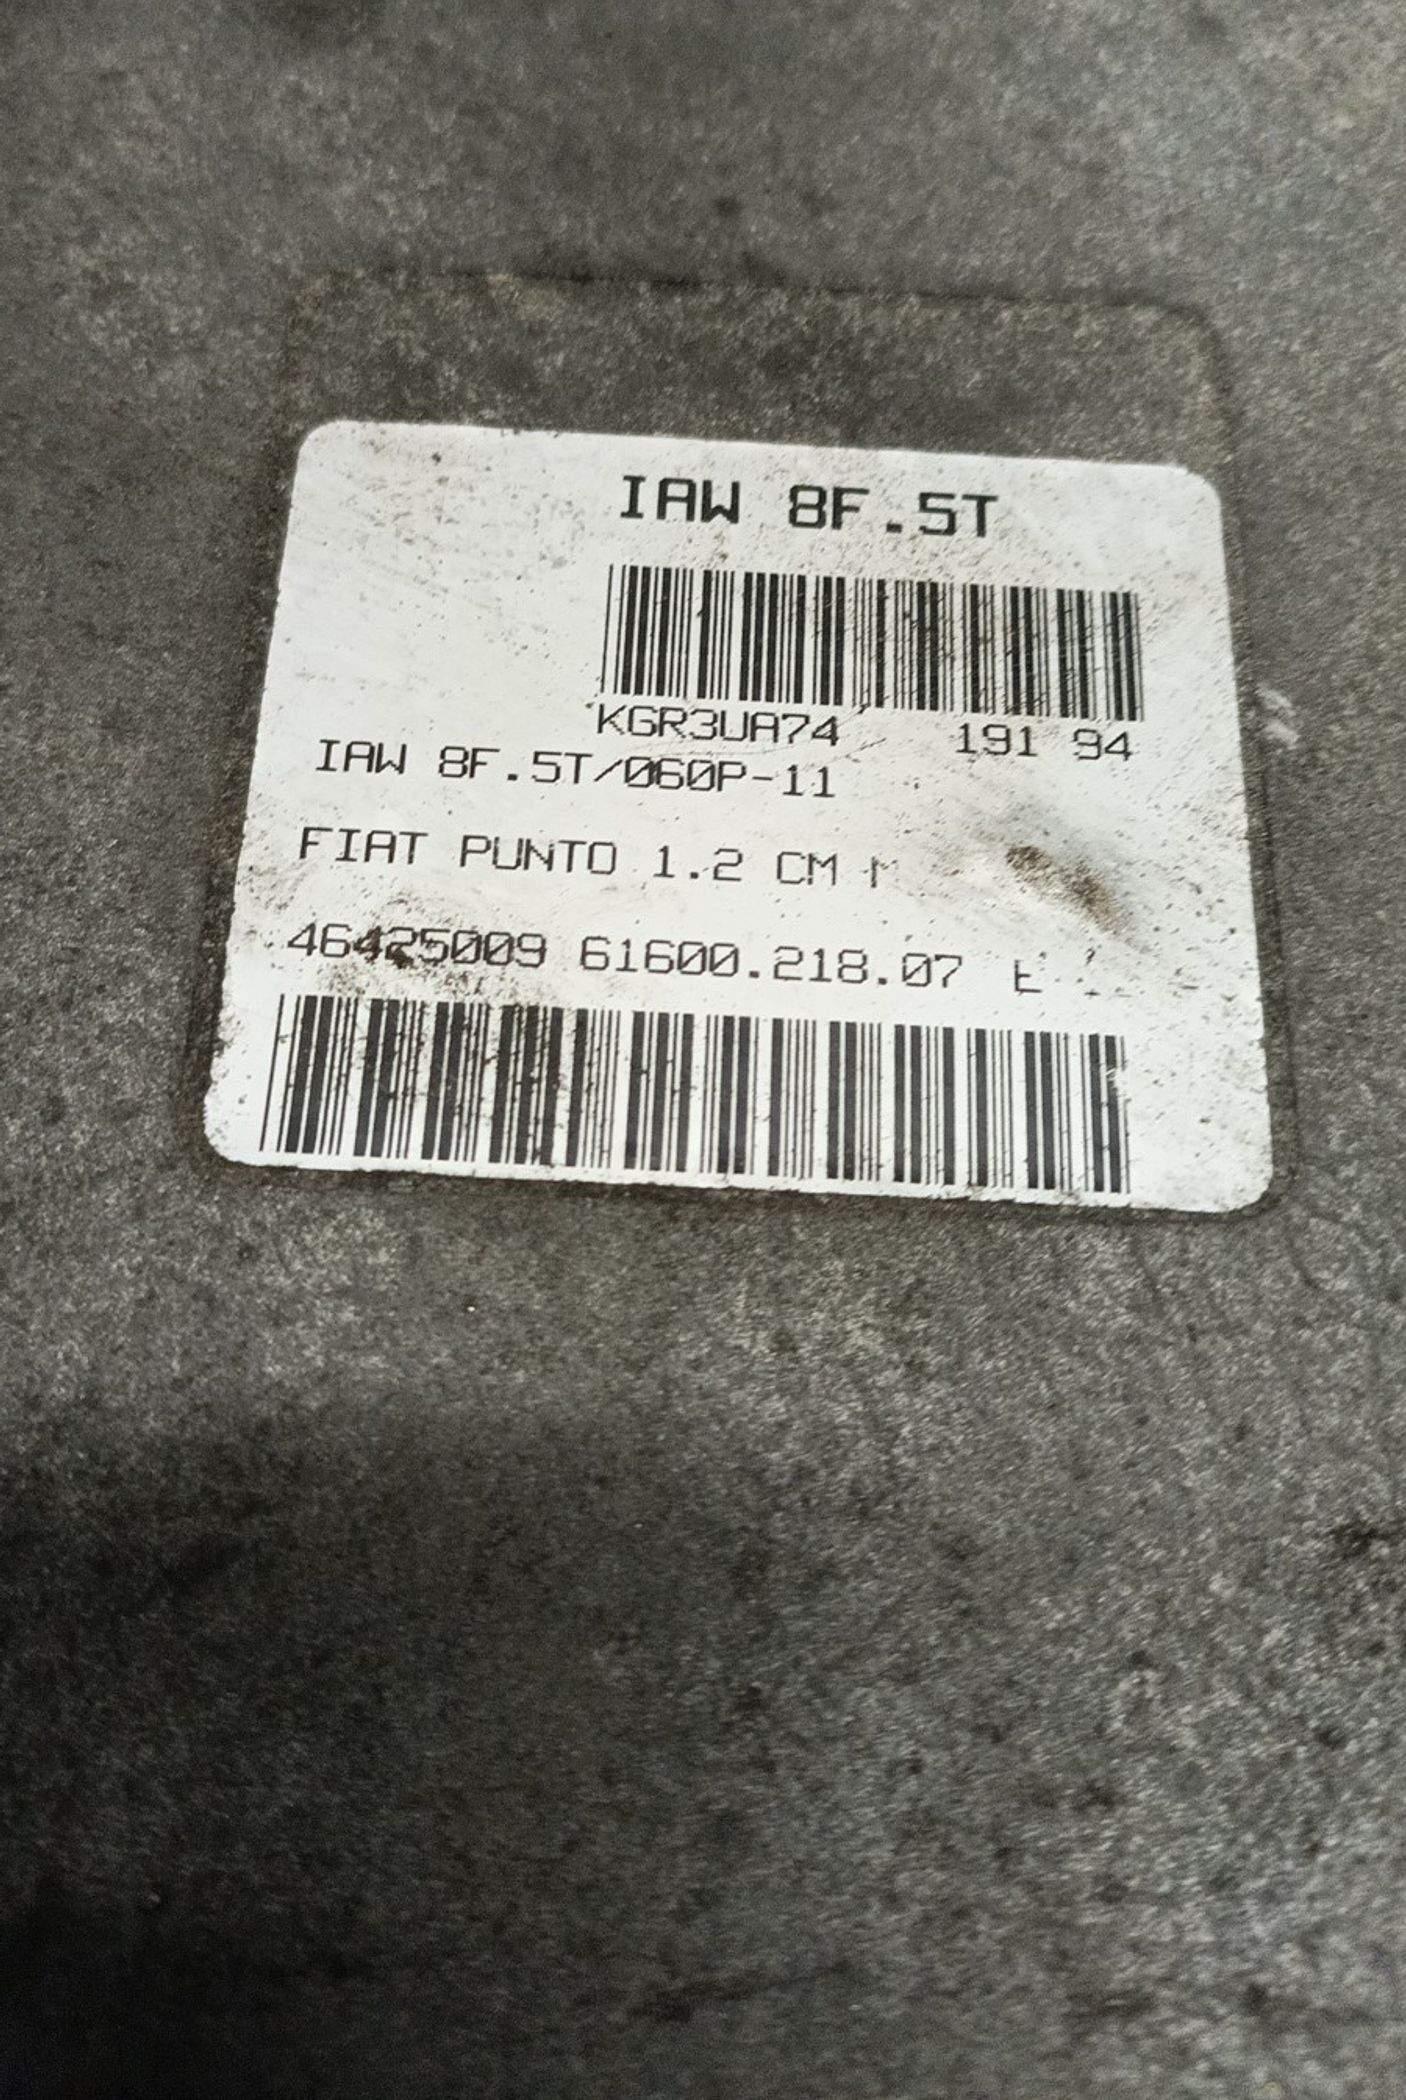 IAW 8F.5T
KGR3UA74 191 94
IAW 8F.5T/060P-11
FIAT PUNTO 1.2 CM
46425009 61600.218.07